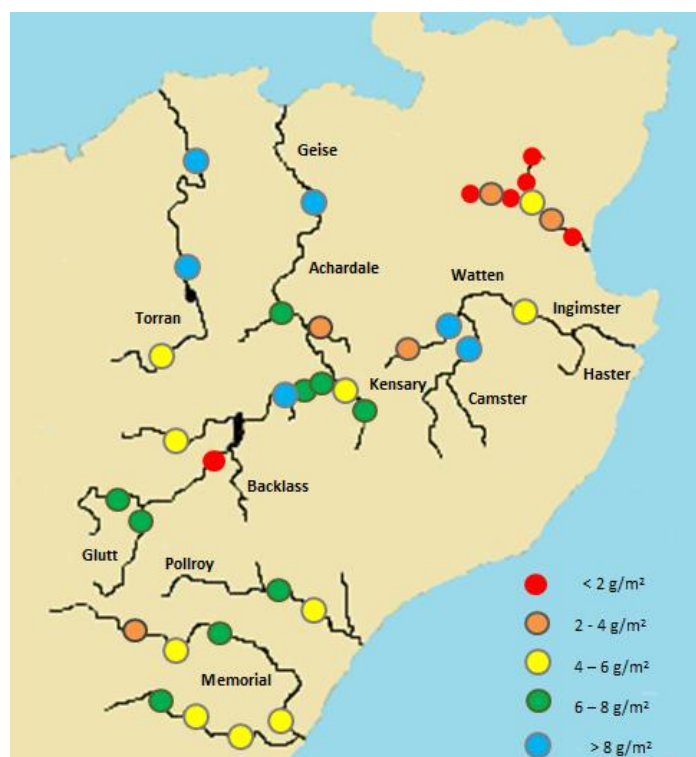 Geise
Achardale
Watten
Torran
Ingimster
Kensary
Haster
Camster
Backlass
Glutt
Pollroy
Memorial
< 2 g/m²
2 - 4 g/m²
4 – 6 g/m²
6 – 8 g/m²
> 8 g/m²